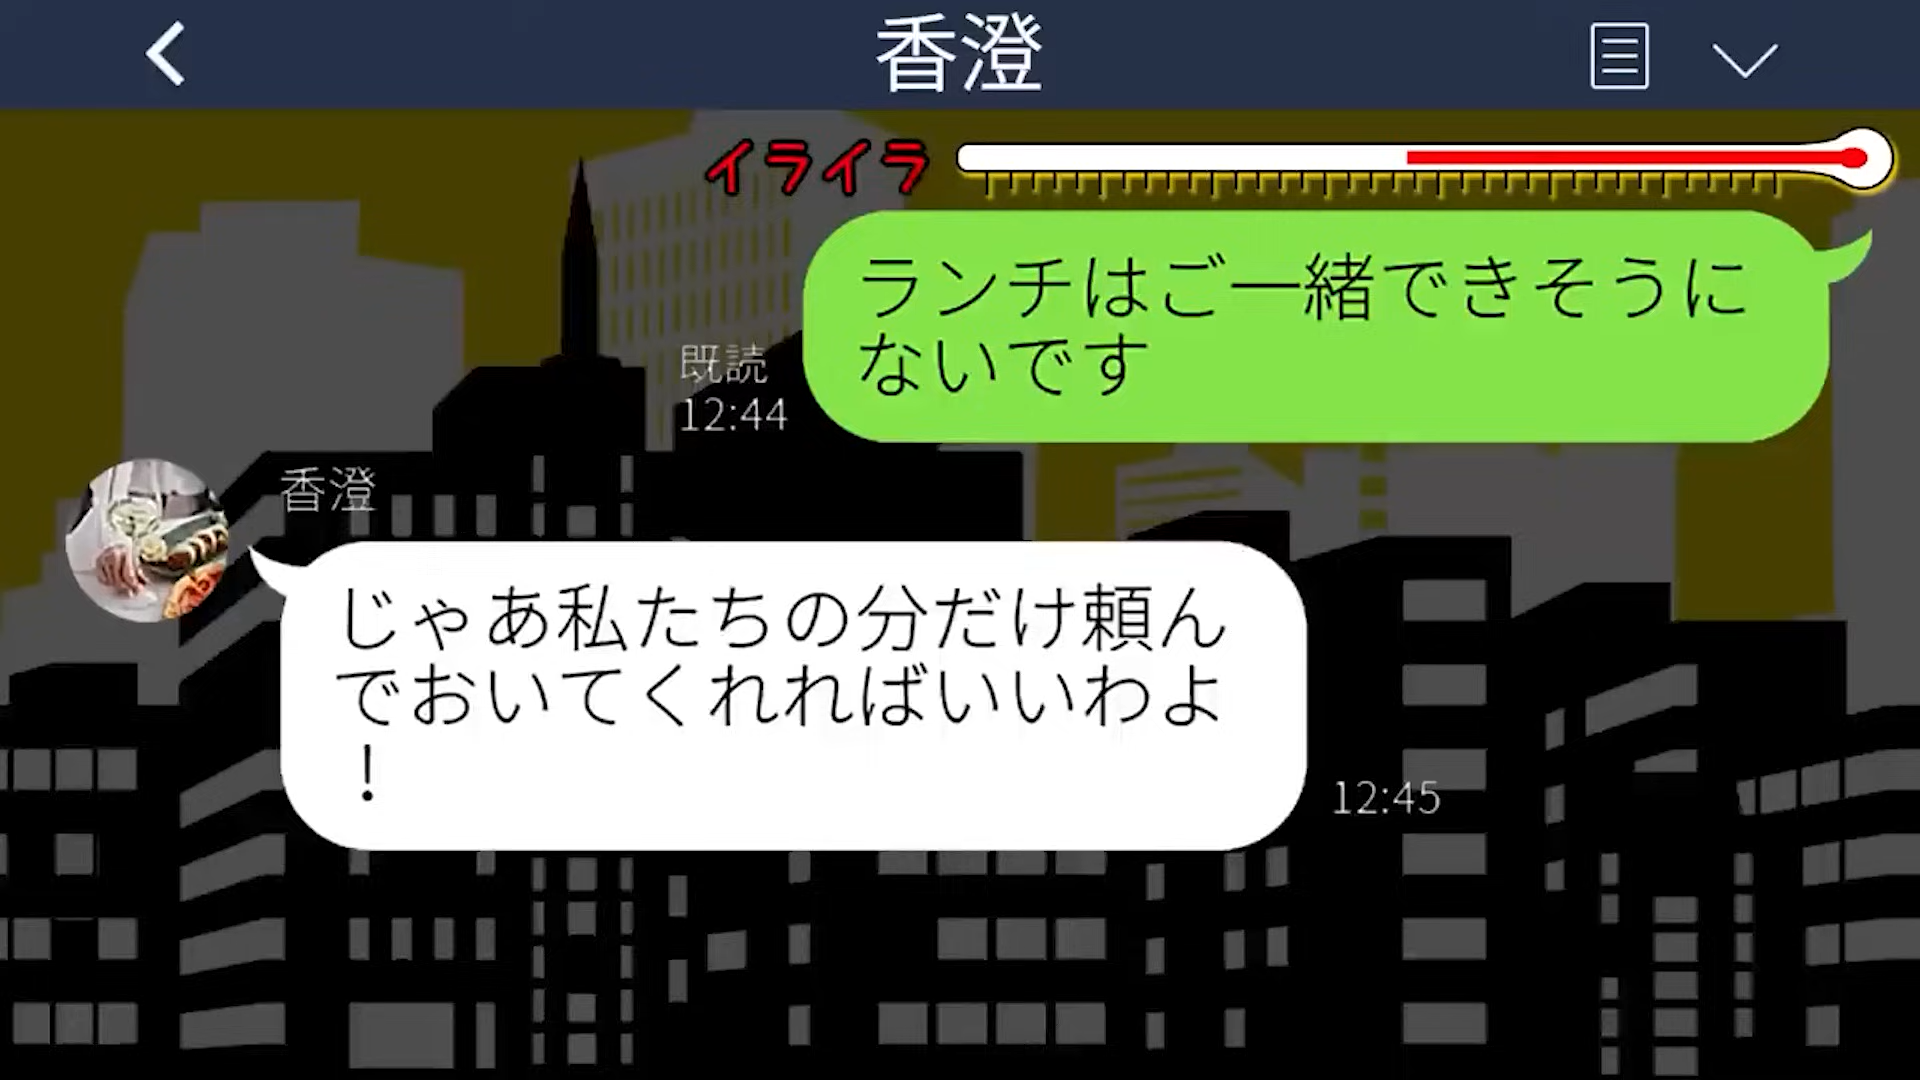 香澄
イライラ
ランチはご一緒できそうに
ないです
既読
12:44
香澄
じゃあ私たちの分だけ頼ん
でおいてくれればいいわよ
！
12:45